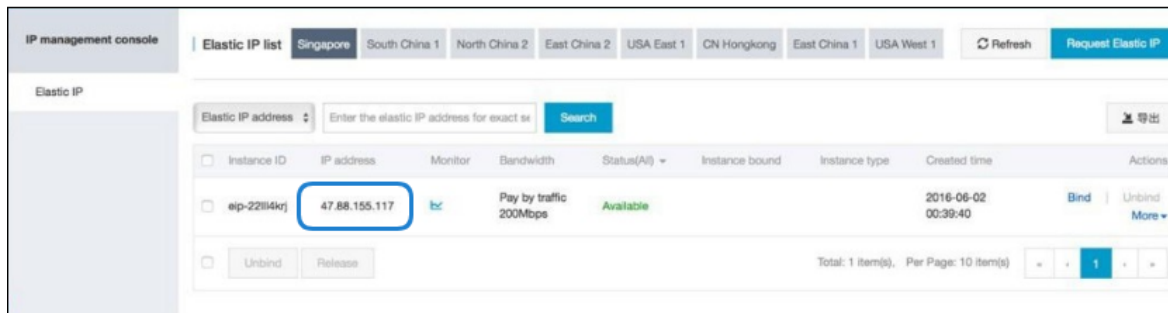 IP management console
Elastic IP
Elastic IP list Singapore South China 1 North China 2 East China 2 USA East 1 CN Hongkong East China 1 USA West 1 Refresh Request Elastic IP
Elastic IP address Enter the elastic IP address for exact se Search 导出
Instance ID IP address Monitor Bandwidth Status(All) Instance bound Instance type Created time Actions
47.88.155.117 Pay by traffic Available 2016-06-02 Bind | Unbind
200Mbps 00:39:40 More
Unbind Release Total: 1 item(s), Per Page: 10 item(s) « ‹ 1 › »